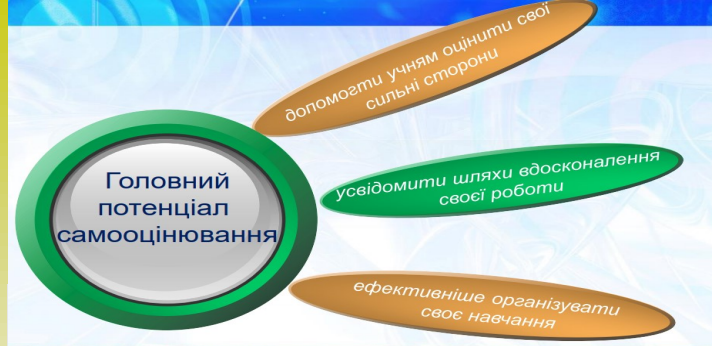 Головний
потенціал
самооцінювання
допомогти учням оцінити свої
сильні сторони
усвідомити шляхи вдосконалення
своєї роботи
ефективніше організувати
своє навчання